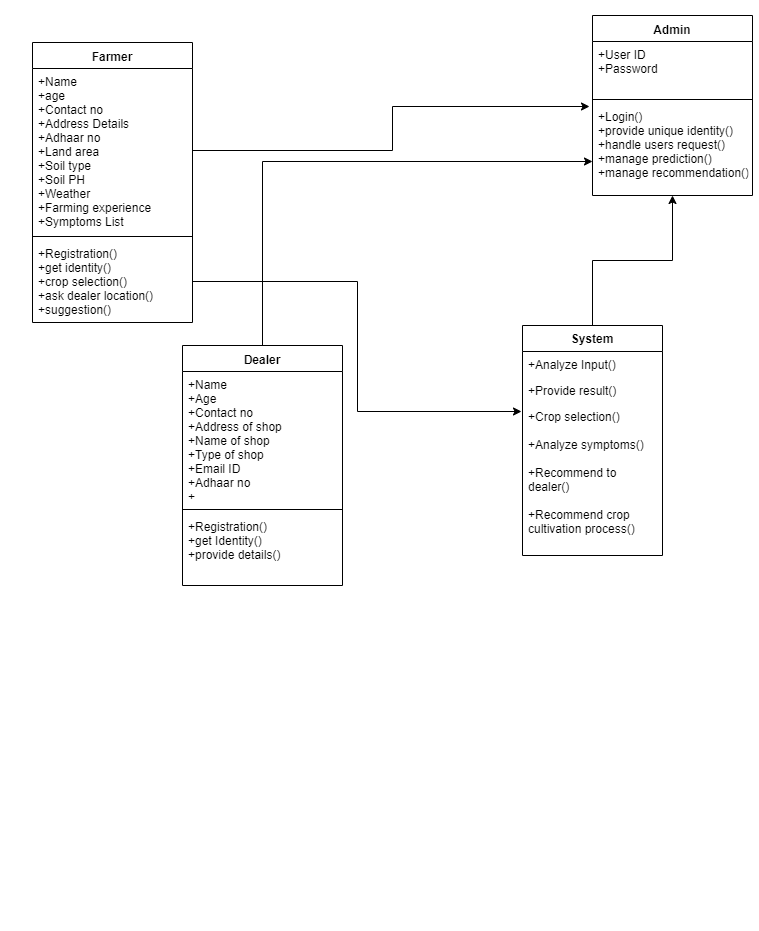 Farmer
+Name
+age
+Contact no
+Address Details
+Adhaar no
+Land area
+Soil type
+Soil PH
+Weather
+Farming experience
+Symptoms List
+Registration()
+get identity()
+crop selection()
+ask dealer location()
+suggestion()
Admin
+User ID
+Password
+Login()
+provide unique identity()
+handle users request()
+manage prediction()
+manage recommendation()
Dealer
+Name
+Age
+Contact no
+Address of shop
+Name of shop
+Type of shop
+Email ID
+Adhaar no
+
+Registration()
+get Identity()
+provide details()
System
+Analyze Input()
+Provide result()
+Crop selection()
+Analyze symptoms()
+Recommend to
dealer()
+Recommend crop
cultivation process()